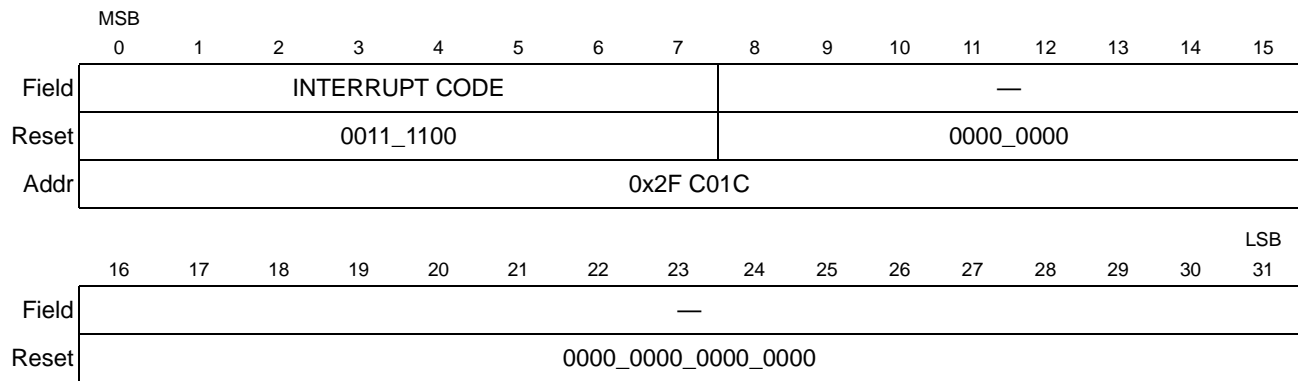 MSB
0 1 2 3 4 5 6 7 8 9 10 11 12 13 14 15
Field INTERRUPT CODE —
Reset 0011_1100 0000_0000
Addr 0x2F C01C
LSB
16 17 18 19 20 21 22 23 24 25 26 27 28 29 30 31
Field —
Reset 0000_0000_0000_0000